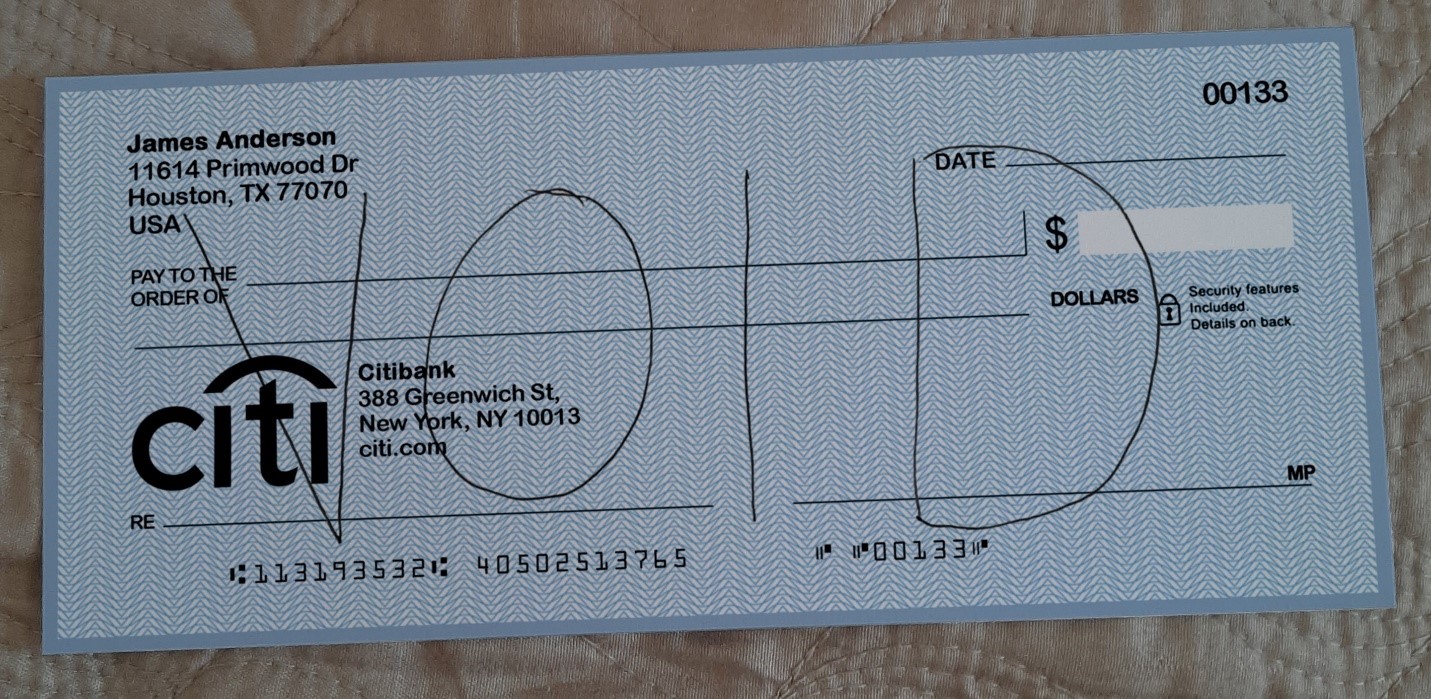 00133
James Anderson
11614 Primwood Dr
Houston, TX 77070
USA
DATE
PAY TO THE
ORDER OF
$
DOLLARS
Security features
Included.
Details on back.
VOID
citi
Citibank
388 Greenwich St,
New York, NY 10013
citi.com
MP
RE
⑆113193532⑆ 40502513765 ⑈ ⑈00133⑈